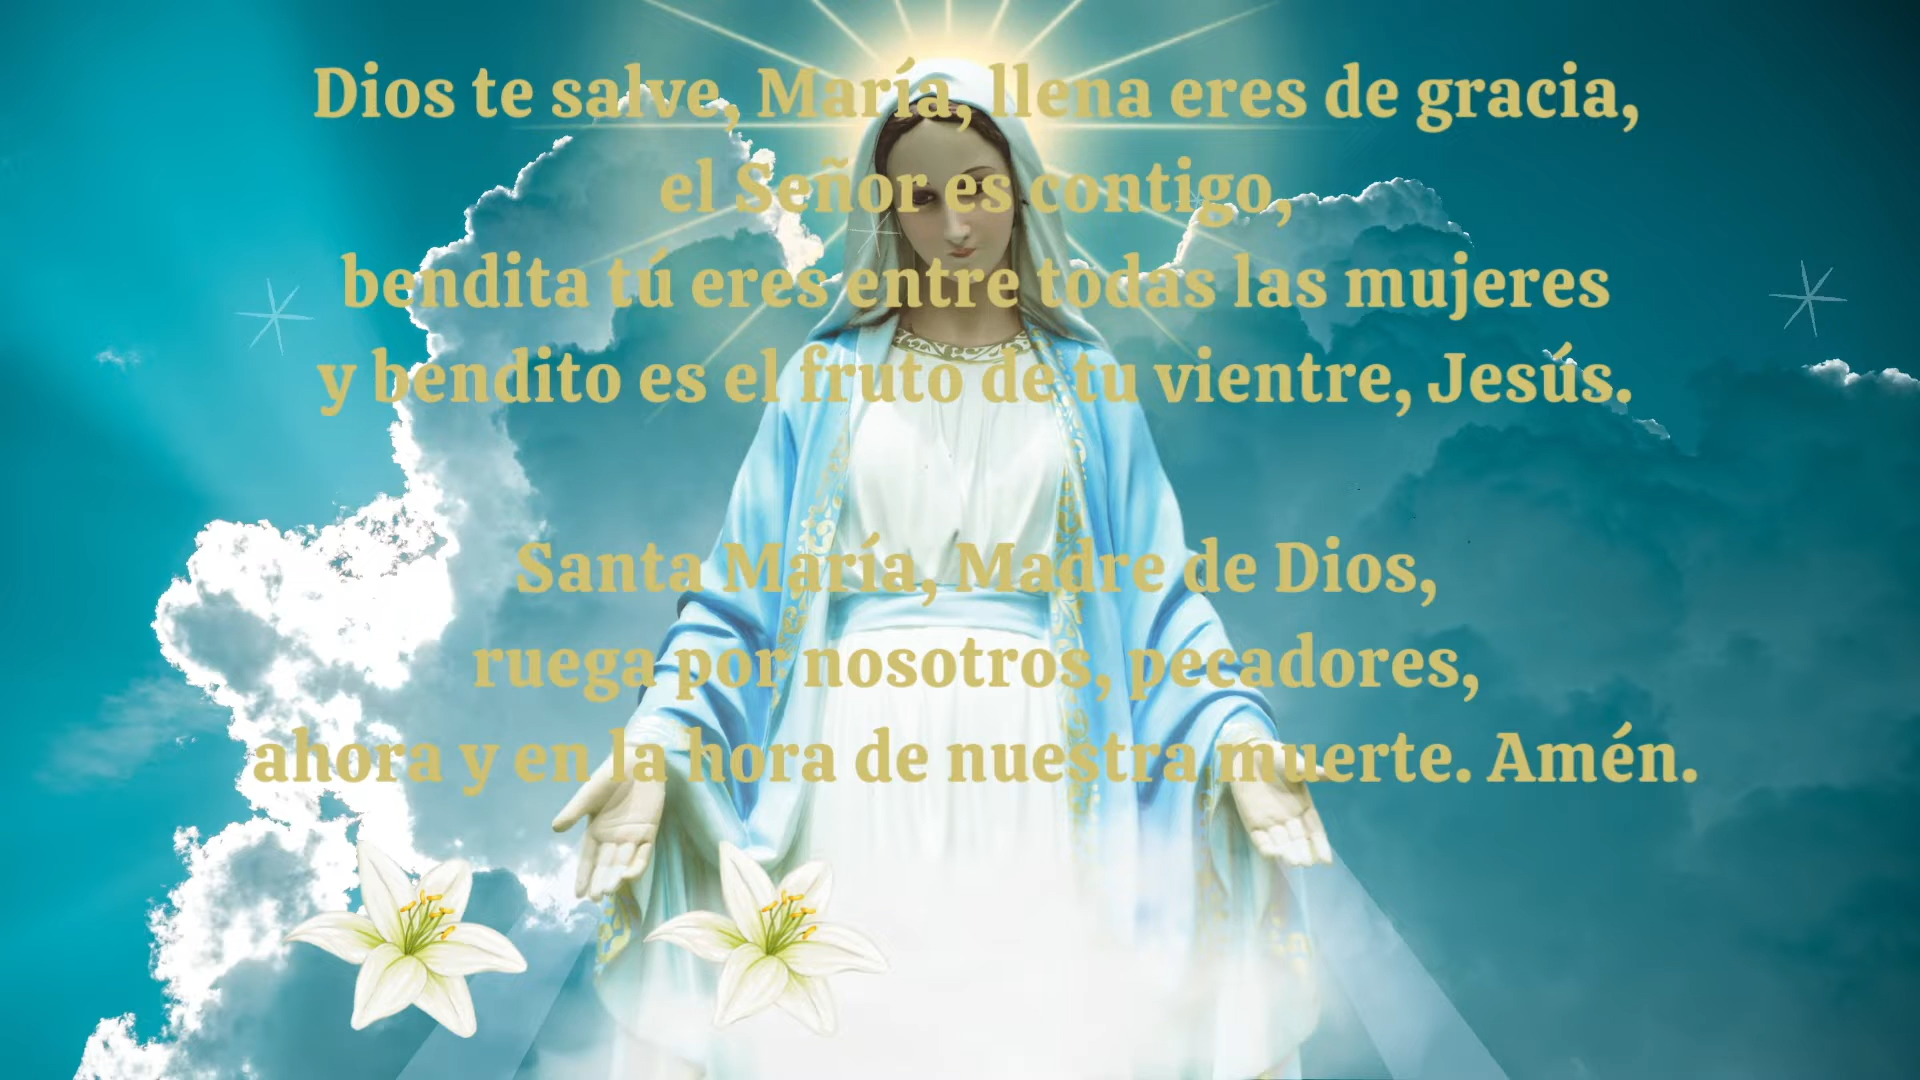 Dios te salve, María, llena eres de gracia,
el Señor es contigo,
bendita tú eres entre todas las mujeres
y bendito es el fruto de tu vientre, Jesús.
Santa María, Madre de Dios,
ruega por nosotros, pecadores,
ahora y en la hora de nuestra muerte. Amén.